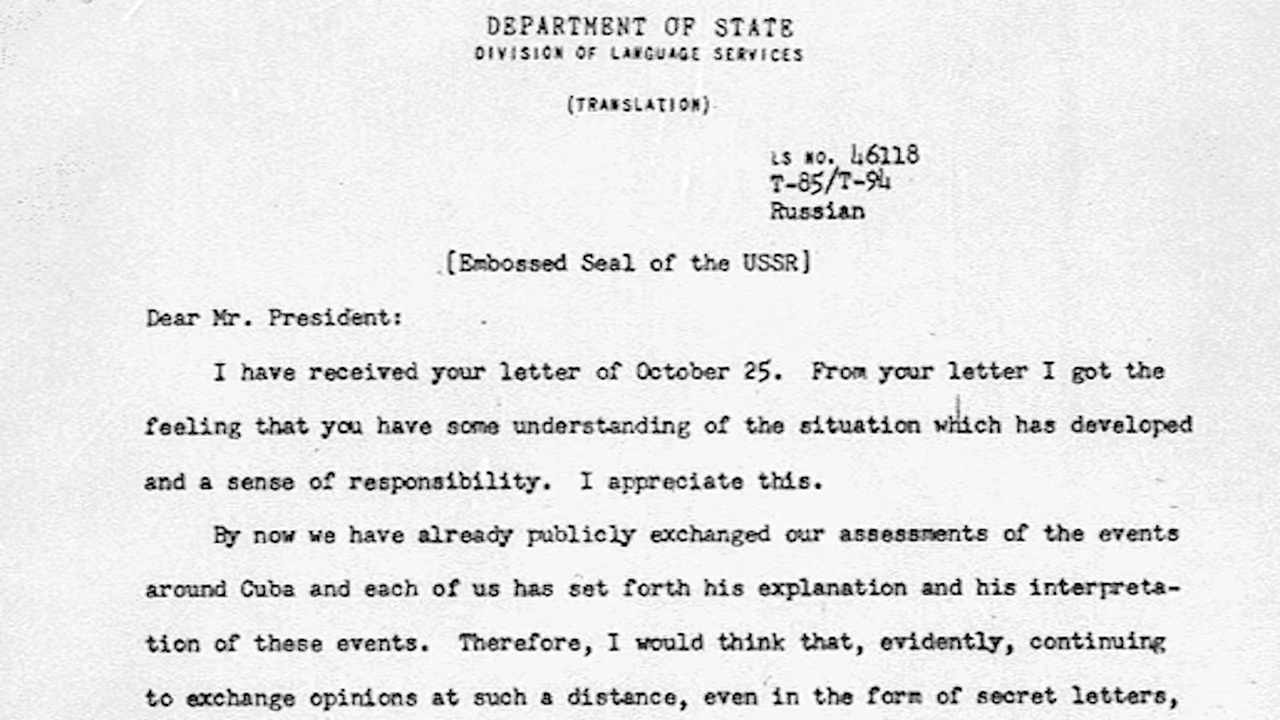 DEPARTMENT OF STATE
DIVISION OF LANGUAGE SERVICES
(TRANSLATION)
LS NO. 46118
T-85/T-94
Russian
[Embossed Seal of the USSR]
Dear Mr. President:
I have received your letter of October 25. From your letter I got the
feeling that you have some understanding of the situation which has developed
and a sense of responsibility. I appreciate this.
By now we have already publicly exchanged our assessments of the events
around Cuba and each of us has set forth his explanation and his interpreta-
tion of these events. Therefore, I would think that, evidently, continuing
to exchange opinions at such a distance, even in the form of secret letters,